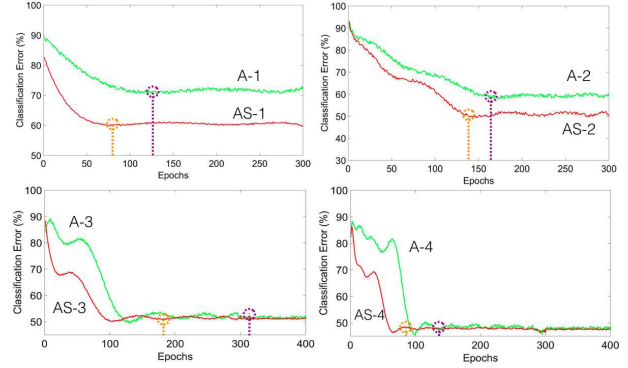 100
90
80
70
60
50
Classification Error (%)
A-1
AS-1
0 50 100 150 200 250 300
Epochs
100
90
80
70
60
50
40
30
Classification Error (%)
A-2
AS-2
0 50 100 150 200 250 300
Epochs
100
90
80
70
60
50
Classification Error (%)
A-3
AS-3
0 100 200 300 400
Epochs
100
90
80
70
60
50
Classification Error (%)
A-4
AS-4
0 100 200 300 400
Epochs